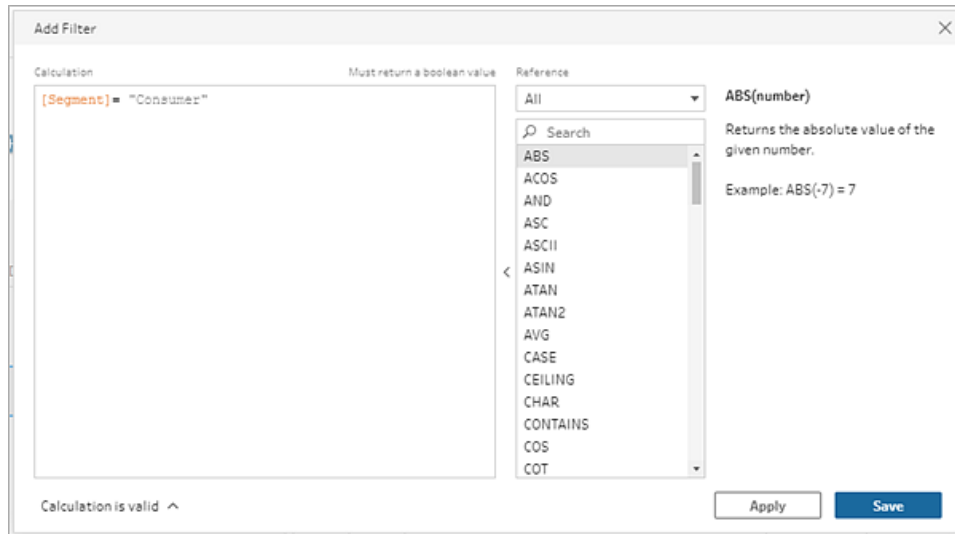 Add Filter
Calculation
Must return a boolean value
[Segment]= "Consumer"
Calculation is valid
Reference
All
Search
ABS
ACOS
AND
ASC
ASCII
ASIN
ATAN
ATAN2
AVG
CASE
CEILING
CHAR
CONTAINS
COS
COT
ABS(number)
Returns the absolute value of the
given number.
Example: ABS(-7) = 7
Apply
Save